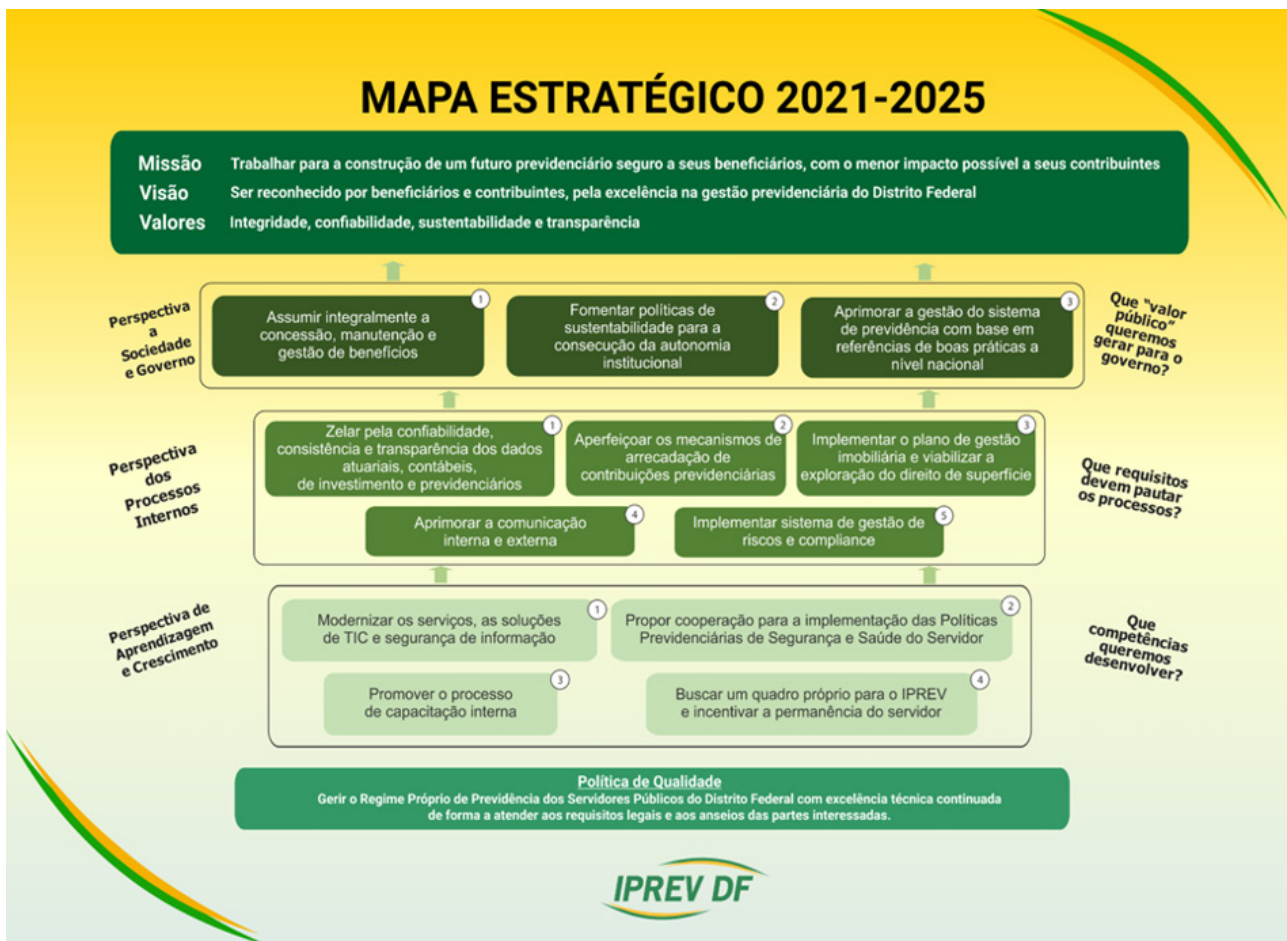 MAPA ESTRATÉGICO 2021-2025
Missão Trabalhar para a construção de um futuro previdenciário seguro a seus beneficiários, com o menor impacto possível a seus contribuintes
Visão Ser reconhecido por beneficiários e contribuintes, pela excelência na gestão previdenciária do Distrito Federal
Valores Integridade, confiabilidade, sustentabilidade e transparência
Perspectiva
a
Sociedade
e Governo
1
Assumir integralmente a
concessão, manutenção e
gestão de benefícios
2
Fomentar políticas de
sustentabilidade para a
consecução da autonomia
institucional
3
Aprimorar a gestão do sistema
de previdência com base em
referências de boas práticas a
nível nacional
Que "valor
público"
queremos
gerar para o
governo?
Perspectiva
dos
Processos
Internos
1
Zelar pela confiabilidade,
consistência e transparência dos dados
atuariais, contábeis,
de investimento e previdenciários
2
Aperfeiçoar os mecanismos de
arrecadação de
contribuições previdenciárias
3
Implementar o plano de gestão
imobiliária e viabilizar a
exploração do direito de superfície
4
Aprimorar a comunicação
interna e externa
5
Implementar sistema de gestão de
riscos e compliance
Que requisitos
devem pautar
os processos?
Perspectiva de
Aprendizagem
e Crescimento
1
Modernizar os serviços, as soluções
de TIC e segurança de informação
2
Propor cooperação para a implementação das Políticas
Previdenciárias de Segurança e Saúde do Servidor
3
Promover o processo
de capacitação interna
4
Buscar um quadro próprio para o IPREV
e incentivar a permanência do servidor
Que
competências
queremos
desenvolver?
Política de Qualidade
Gerir o Regime Próprio de Previdência dos Servidores Públicos do Distrito Federal com excelência técnica continuada
de forma a atender aos requisitos legais e aos anseios das partes interessadas.
IPREV DF